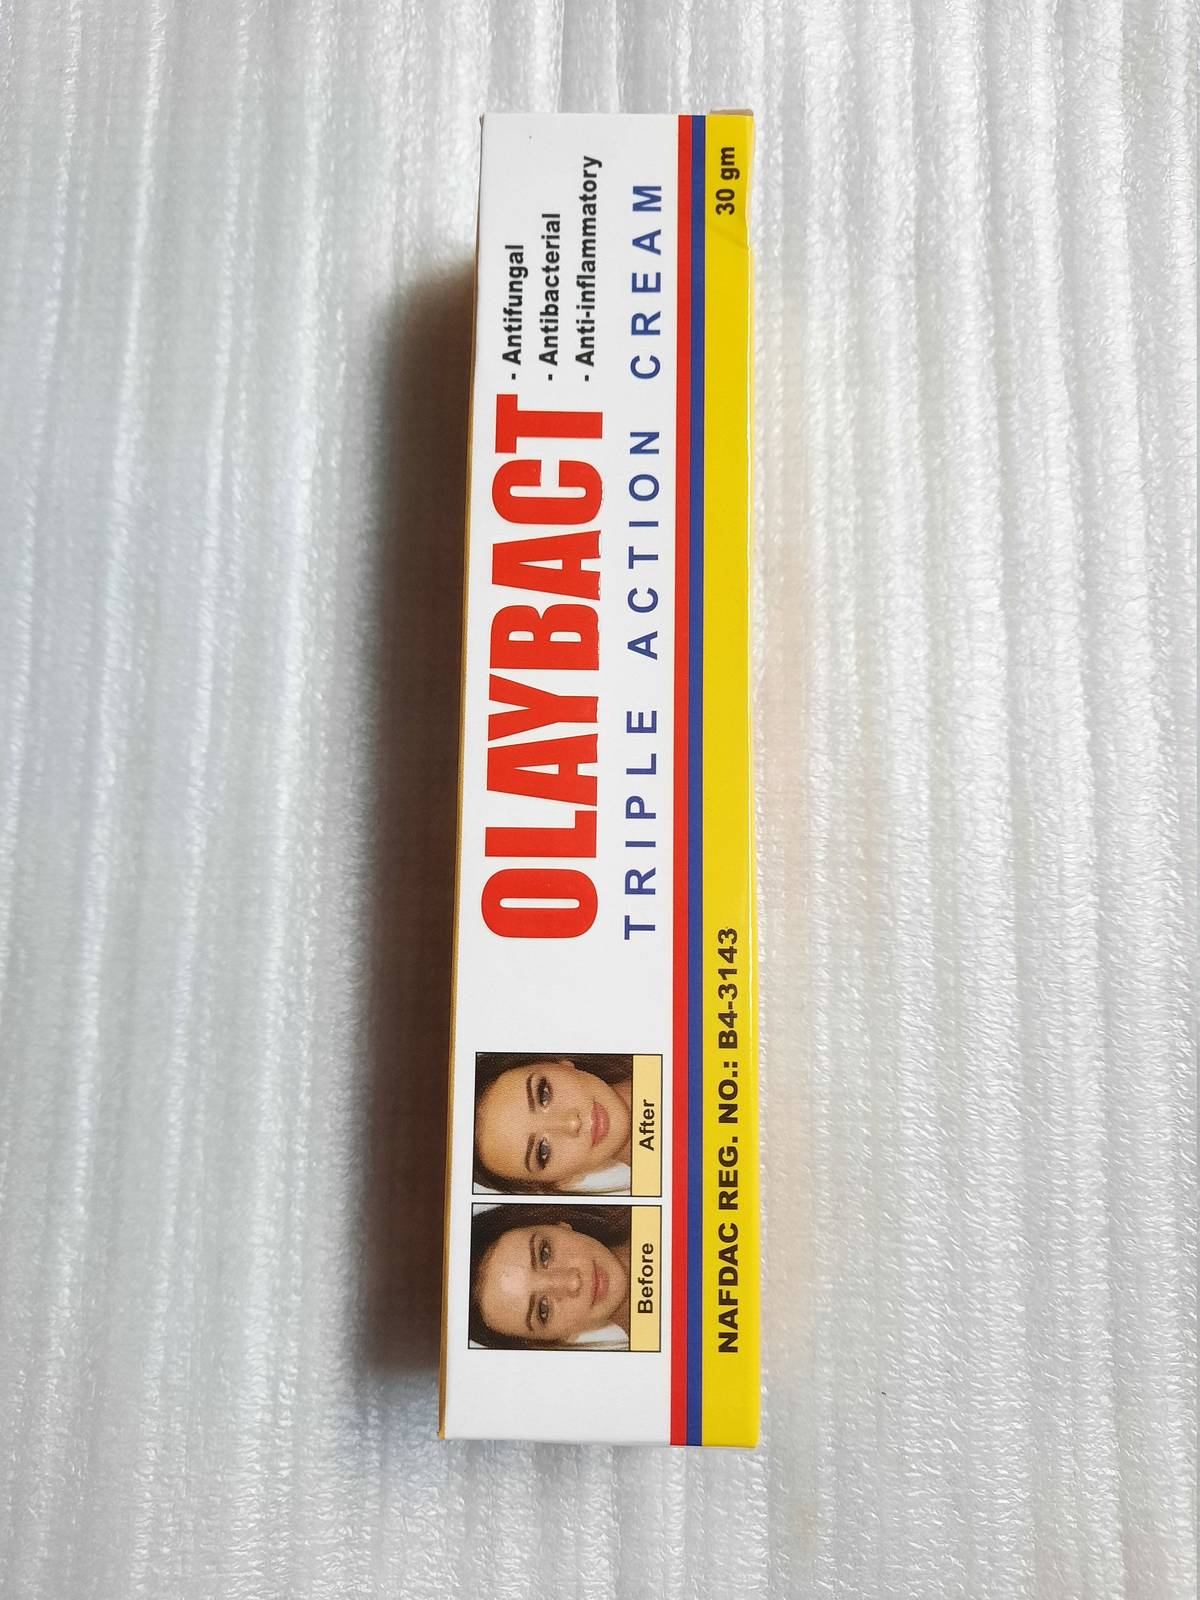 OLAYBACT
- Antifungal
- Antibacterial
- Anti-inflammatory
TRIPLE ACTION CREAM
Before
After
NAFDAC REG. NO.: B4-3143
30 gm